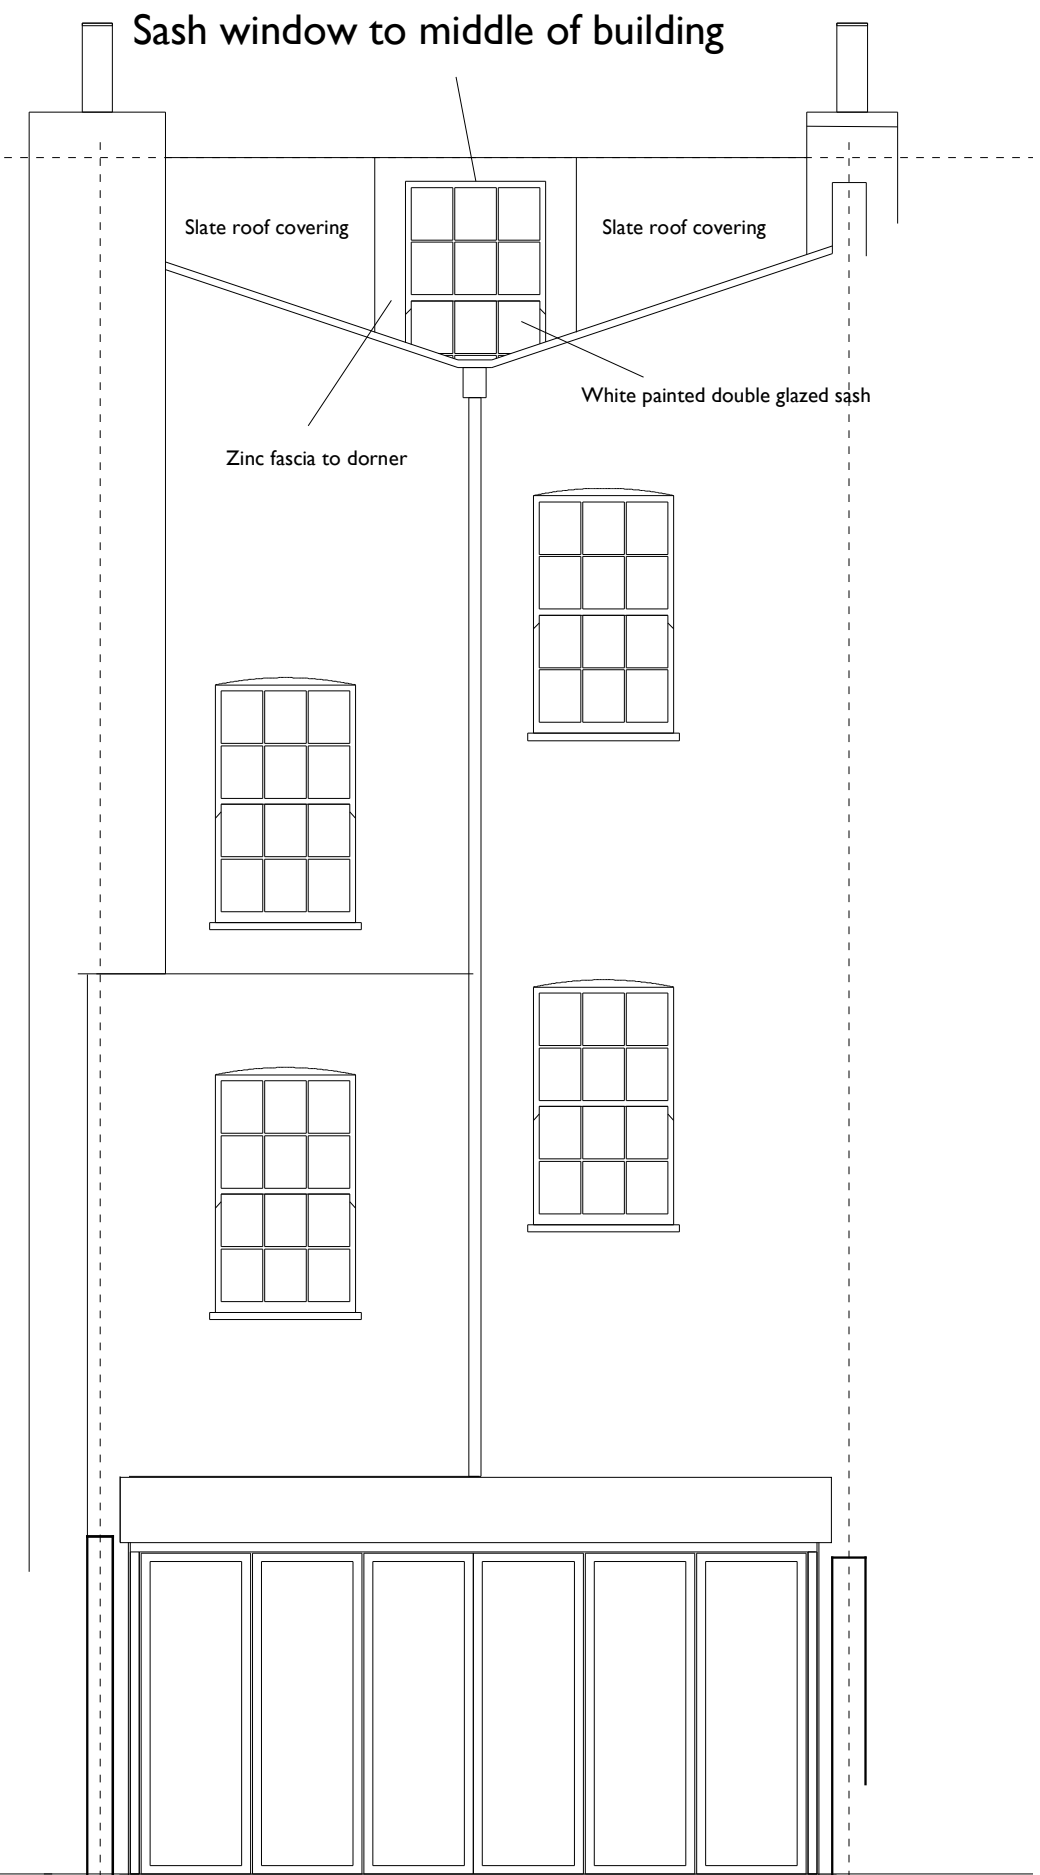 Sash window to middle of building
Slate roof covering
Slate roof covering
White painted double glazed sash
Zinc fascia to dorner